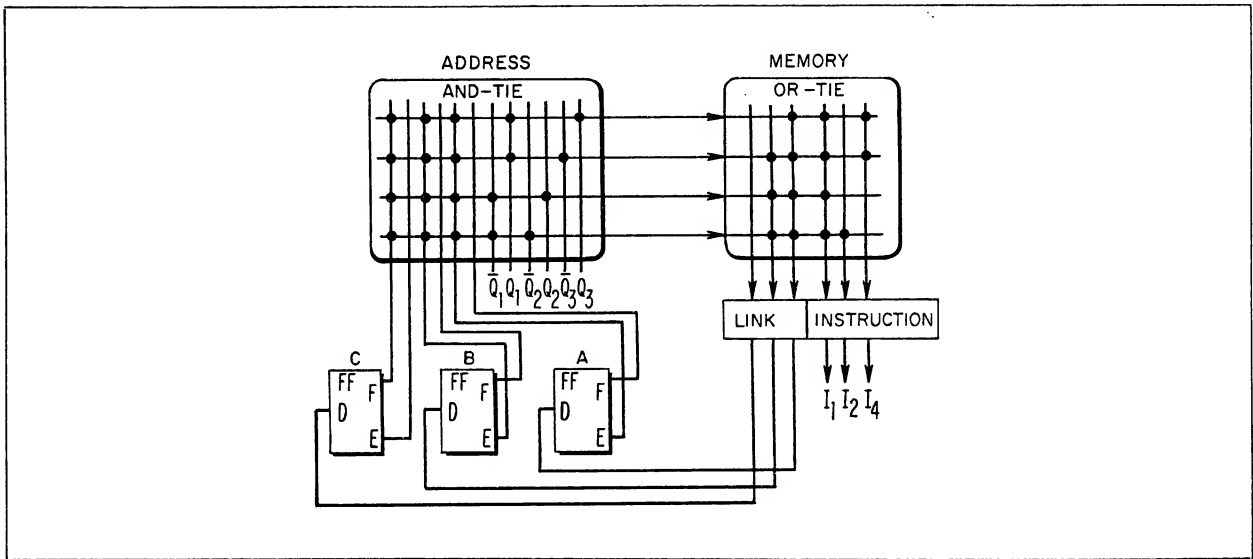 ADDRESS MEMORY
AND-TIE OR-TIE
Q̄1 Q1 Q̄2 Q2 Q̄3 Q3
LINK INSTRUCTION
C B A
FF FF FF
F F F
D D D
I1 I2 I4
E E E